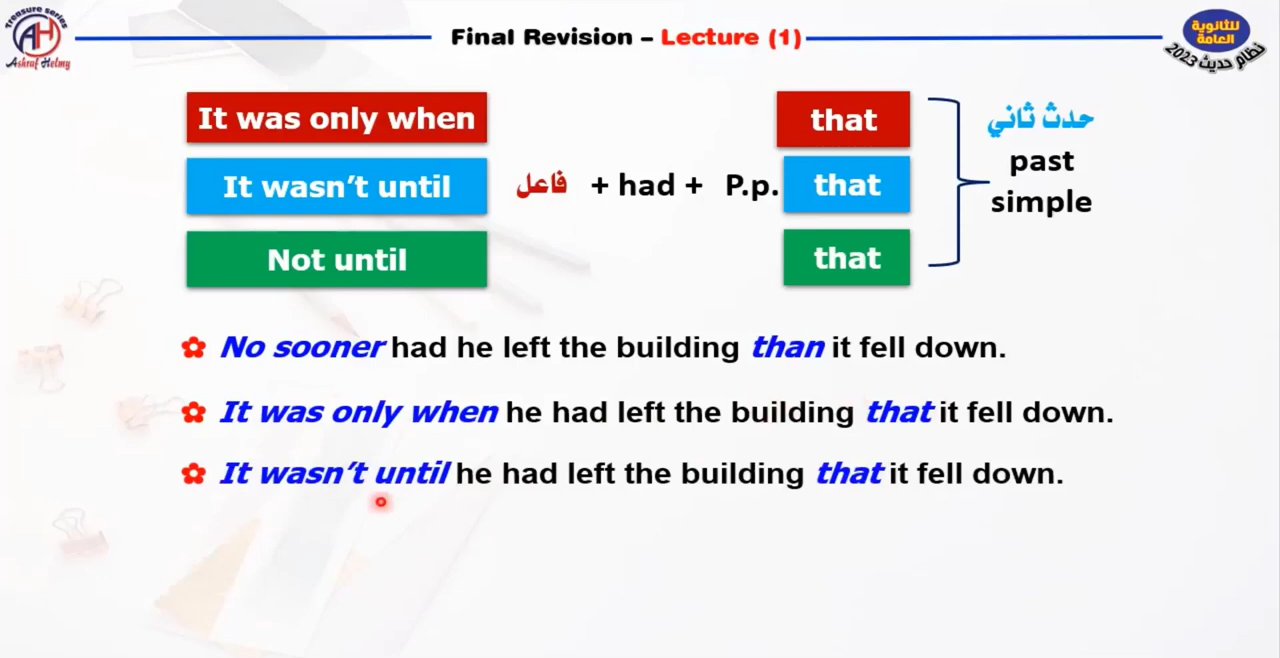 Treasure series
AH
Ashraf Helmy
Final Revision – Lecture (1)
للثانوية
العامة
نظام حديث 2023
It was only when
that
حدث ثاني
past
simple
It wasn't until
فاعل + had + P.p.
that
Not until
that
No sooner had he left the building than it fell down.
It was only when he had left the building that it fell down.
It wasn't until he had left the building that it fell down.